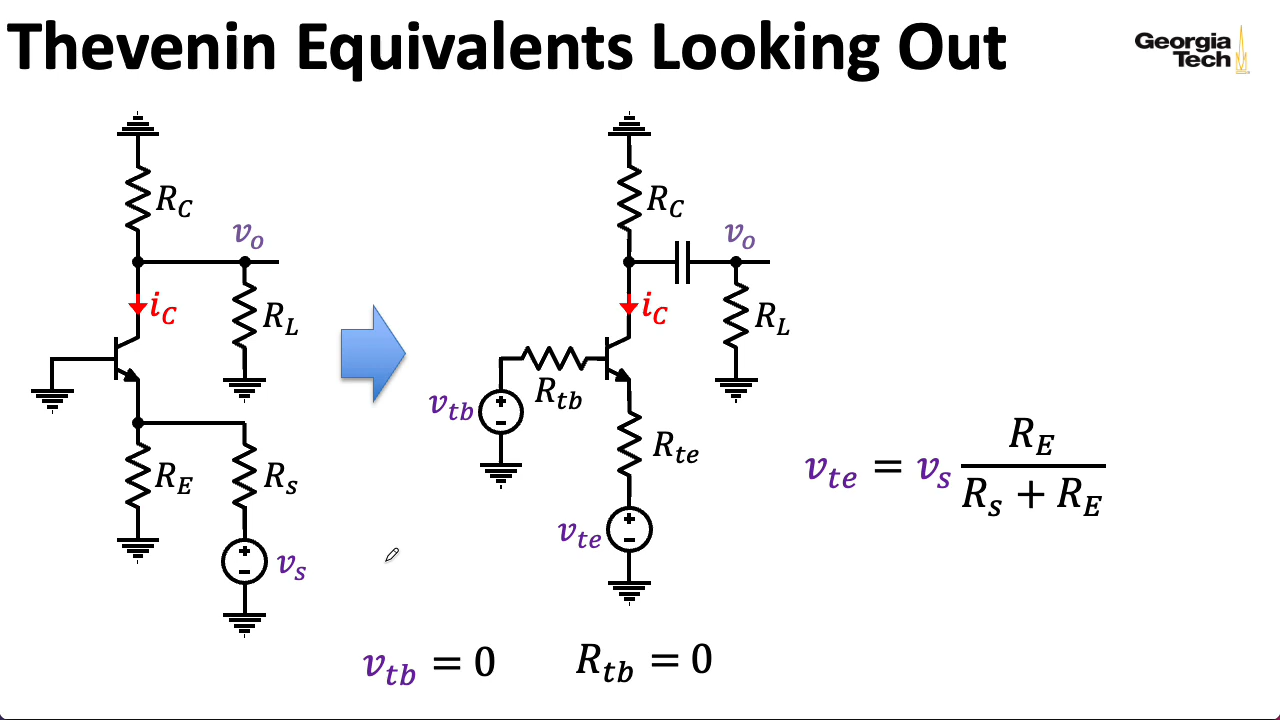 Thevenin Equivalents Looking Out
Georgia
Tech
R_C
R_C
v_o
v_o
i_C
R_L
i_C
R_L
R_tb
v_tb
+
-
R_E
R_s
R_te
v_te = v_s R_E / (R_s + R_E)
+
-
v_s
v_te
+
-
v_tb = 0
R_tb = 0